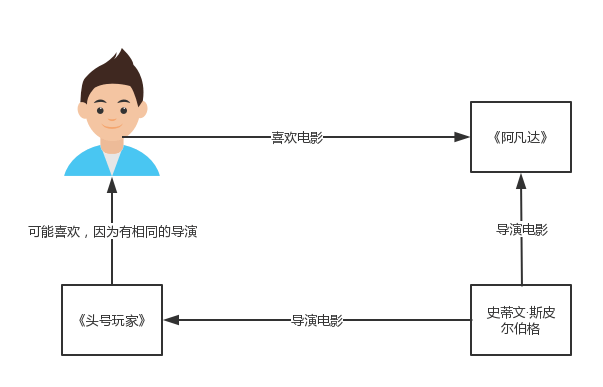 喜欢电影
《阿凡达》
可能喜欢，因为有相同的导演
导演电影
《头号玩家》
导演电影
史蒂文·斯皮
尔伯格